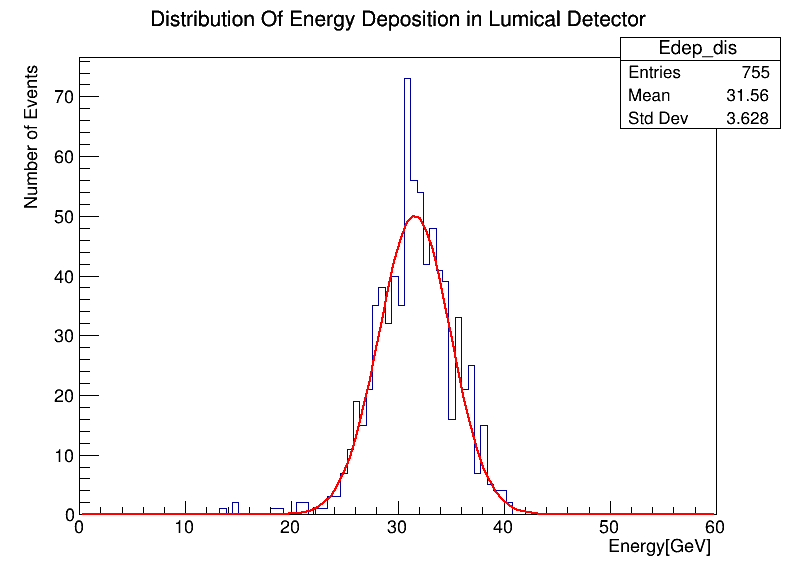 Distribution Of Energy Deposition in Lumical Detector
Edep_dis
Entries 755
Mean 31.56
Std Dev 3.628
Number of Events
70
60
50
40
30
20
10
0
0 10 20 30 40 50 60
Energy[GeV]